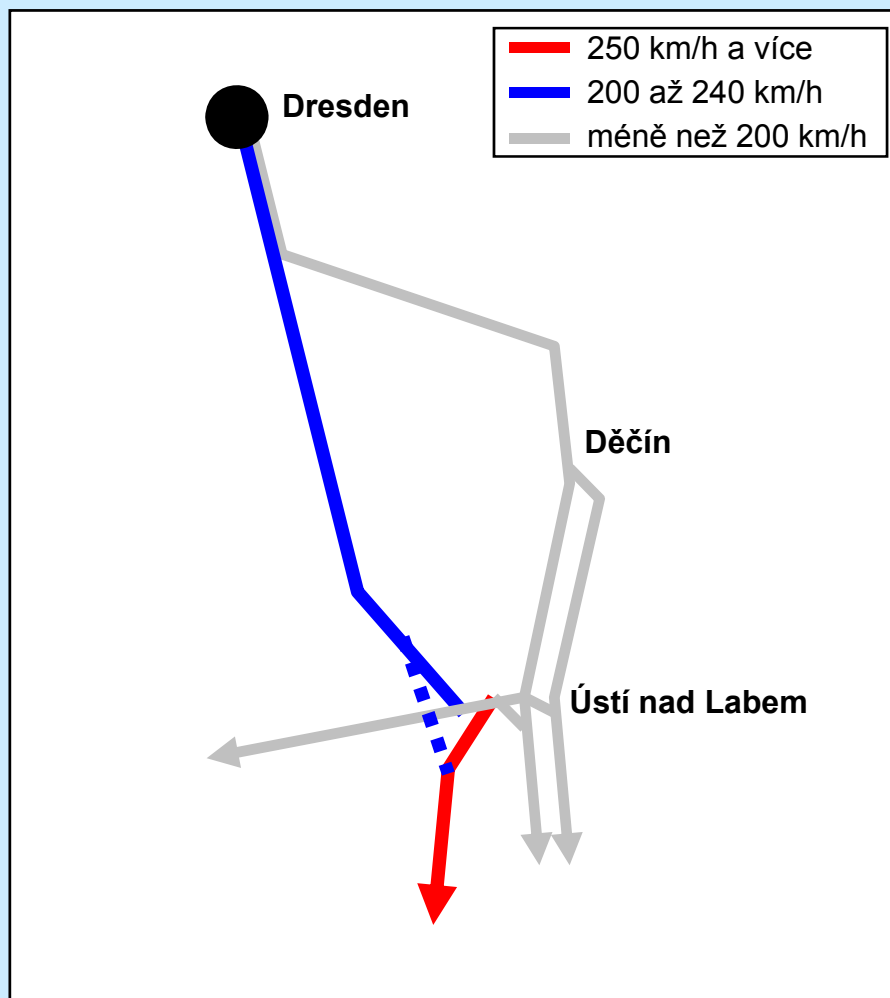 250 km/h a více
200 až 240 km/h
méně než 200 km/h
Dresden
Děčín
Ústí nad Labem